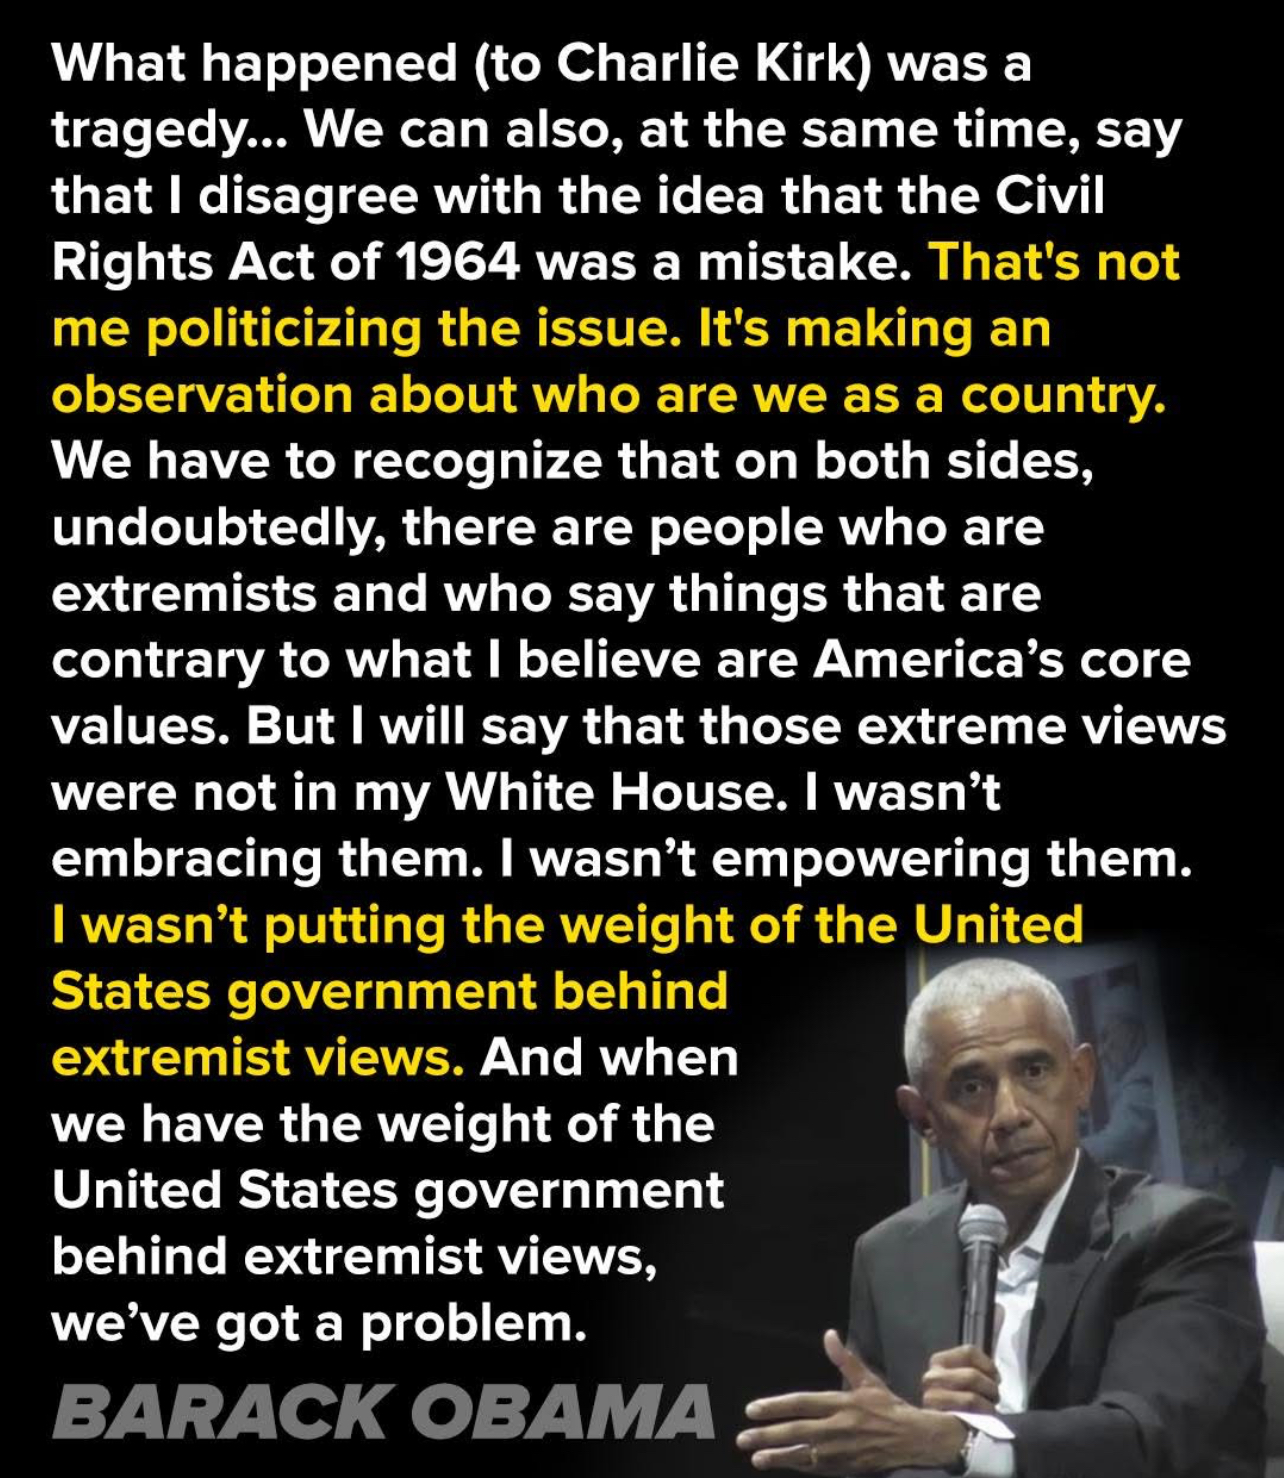 What happened (to Charlie Kirk) was a
tragedy... We can also, at the same time, say
that I disagree with the idea that the Civil
Rights Act of 1964 was a mistake. That's not
me politicizing the issue. It's making an
observation about who are we as a country.
We have to recognize that on both sides,
undoubtedly, there are people who are
extremists and who say things that are
contrary to what I believe are America’s core
values. But I will say that those extreme views
were not in my White House. I wasn’t
embracing them. I wasn’t empowering them.
I wasn’t putting the weight of the United
States government behind
extremist views. And when
we have the weight of the
United States government
behind extremist views,
we’ve got a problem.
BARACK OBAMA